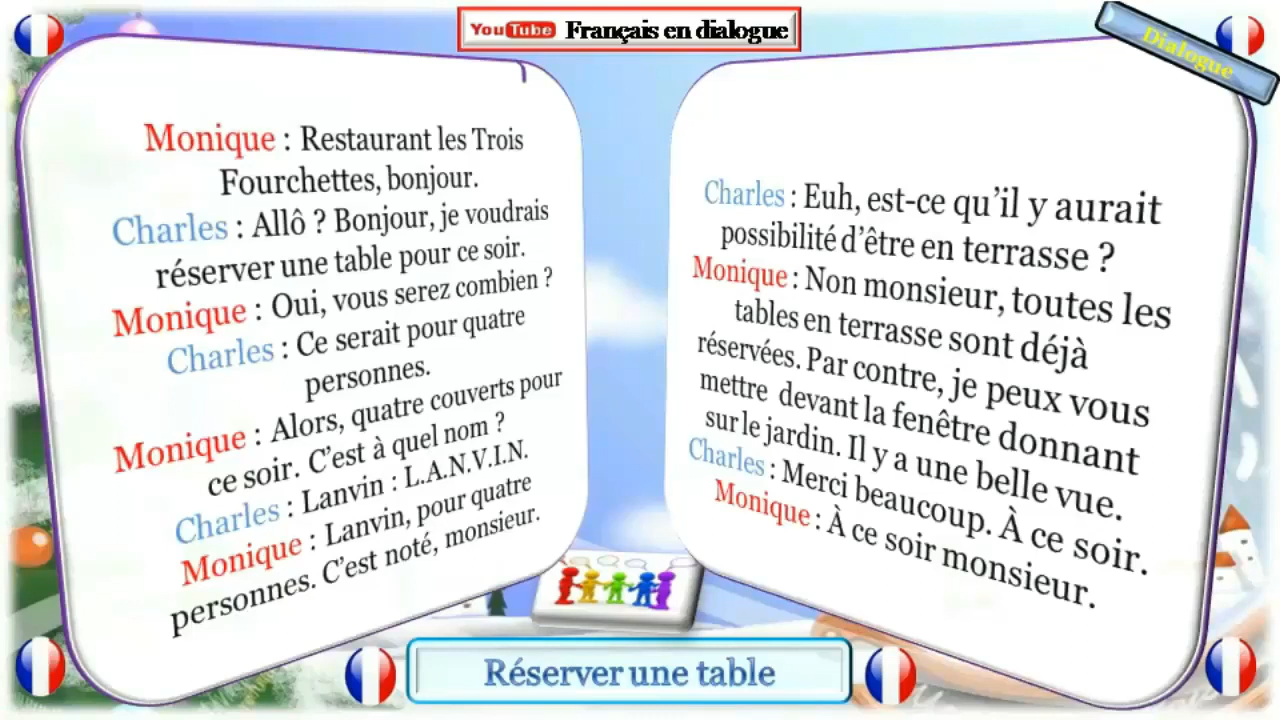 YouTube Français en dialogue
Dialogue
Monique : Restaurant les Trois
Fourchettes, bonjour.
Charles : Allô ? Bonjour, je voudrais
réserver une table pour ce soir.
Monique : Oui, vous serez combien ?
Charles : Ce serait pour quatre
personnes.
Monique : Alors, quatre couverts pour
ce soir. C'est à quel nom ?
Charles : Lanvin : L.A.N.V.I.N.
Monique : Lanvin, pour quatre
personnes. C'est noté, monsieur.
Charles : Euh, est-ce qu'il y aurait
possibilité d'être en terrasse ?
Monique : Non monsieur, toutes les
tables en terrasse sont déjà
réservées. Par contre, je peux vous
mettre devant la fenêtre donnant
sur le jardin. Il y a une belle vue.
Charles : Merci beaucoup. À ce soir.
Monique : À ce soir monsieur.
Réserver une table